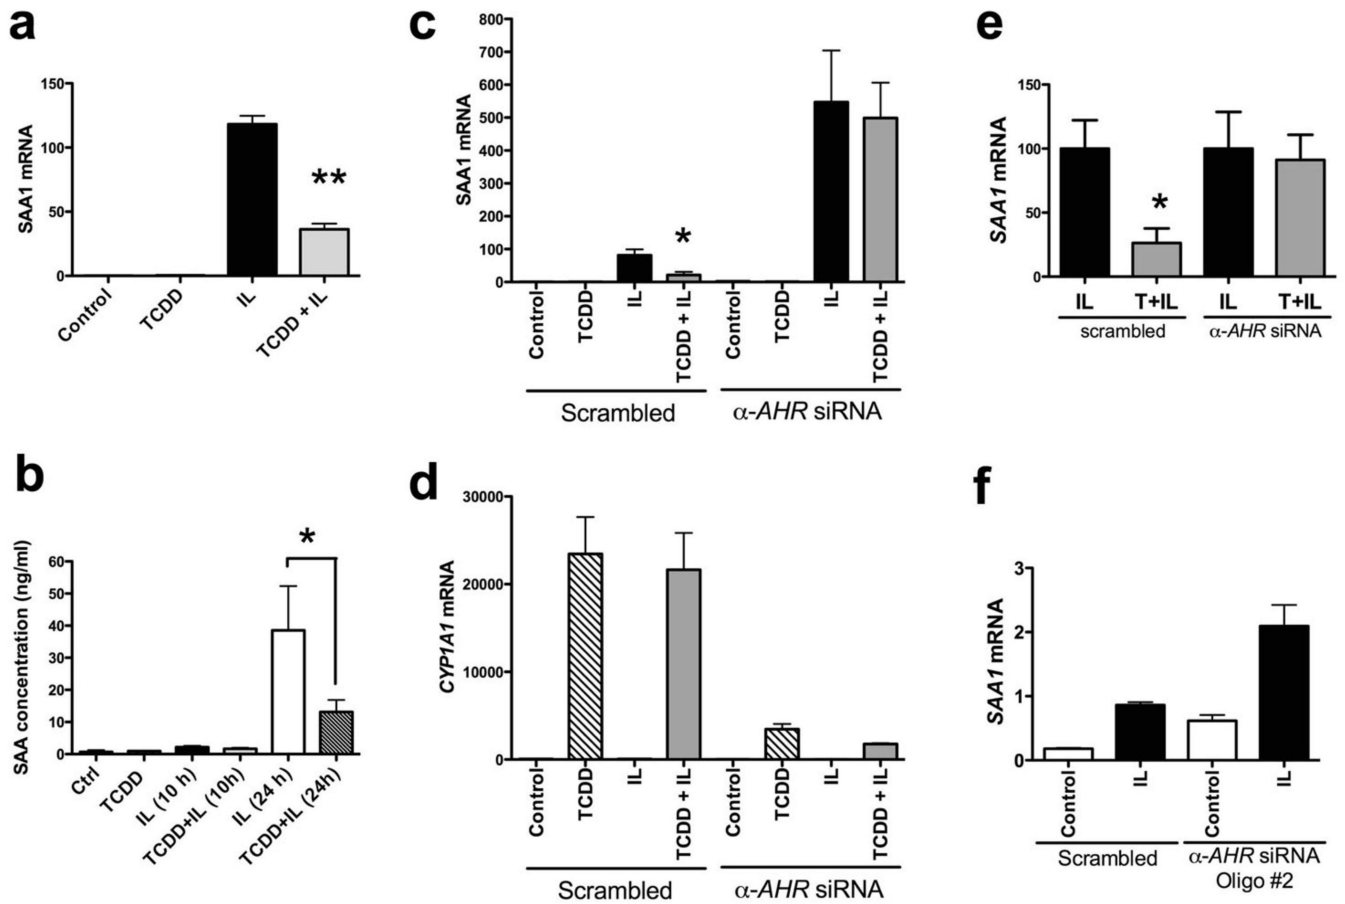 a
SAA1 mRNA
150
100
50
0
Control
TCDD
IL
TCDD + IL
**
b
SAA concentration (ng/ml)
60
50
40
30
20
10
0
Ctrl
TCDD
IL (10 h)
TCDD+IL (10h)
IL (24 h)
TCDD+IL (24h)
*
c
SAA1 mRNA
800
700
600
500
400
300
200
100
0
*
Control
TCDD
IL
TCDD + IL
Control
TCDD
IL
TCDD + IL
Scrambled
α-AHR siRNA
d
CYP1A1 mRNA
30000
20000
10000
0
Control
TCDD
IL
TCDD + IL
Control
TCDD
IL
TCDD + IL
Scrambled
α-AHR siRNA
e
SAA1 mRNA
150
100
50
0
*
IL
T+IL
IL
T+IL
scrambled
α-AHR siRNA
f
SAA1 mRNA
3
2
1
0
Control
IL
Control
IL
Scrambled
α-AHR siRNA
Oligo #2